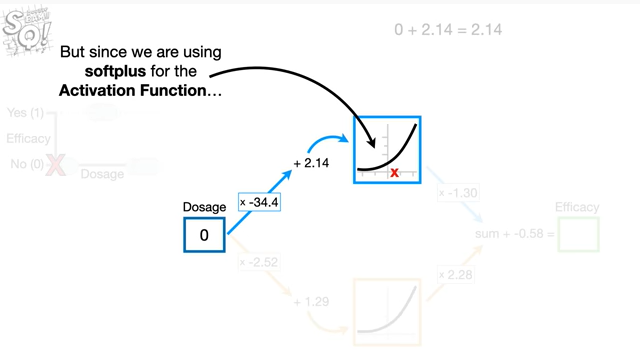 SQ!
0 + 2.14 = 2.14
But since we are using
softplus for the
Activation Function…
Yes (1)
Efficacy
No (0)
X
Dosage
+ 2.14
x
x -34.4
x -1.30
Dosage
0
Efficacy
sum + -0.58 =
x -2.52
x 2.28
+ 1.29